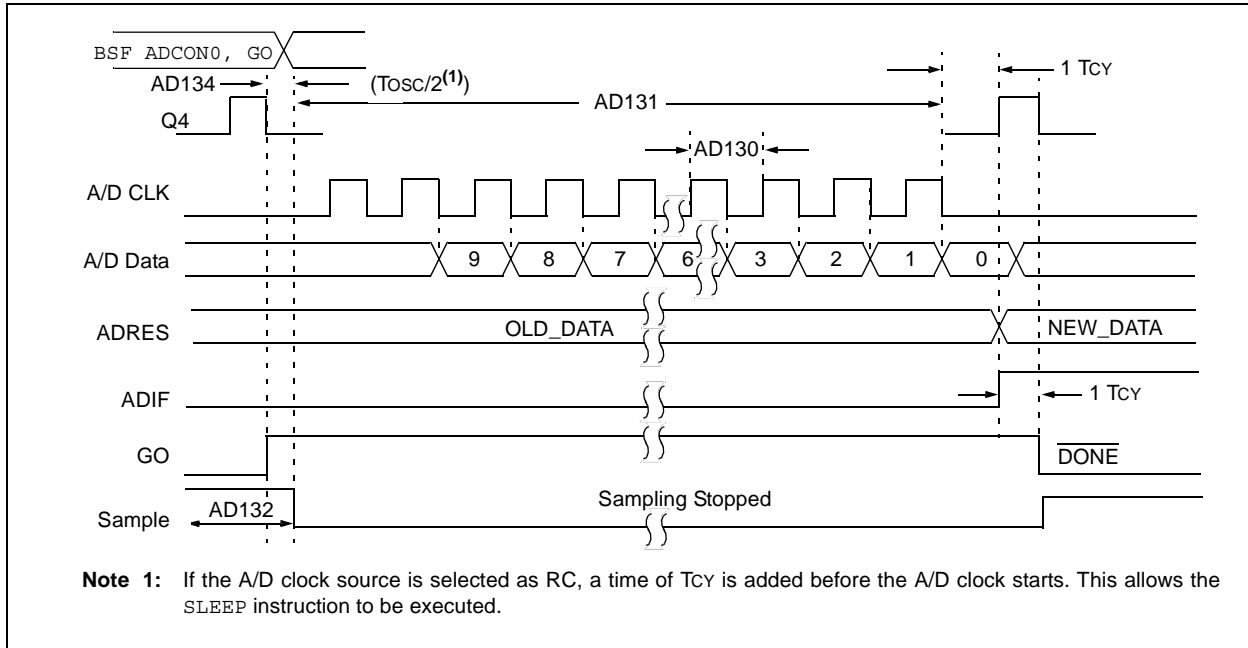 BSF ADCON0, GO
1 TCY
AD134
(TOSC/2(1))
AD131
Q4
AD130
A/D CLK
A/D Data
9 8 7 6 3 2 1 0
ADRES
OLD_DATA
NEW_DATA
ADIF
1 TCY
GO
DONE
Sampling Stopped
AD132
Sample
Note 1: If the A/D clock source is selected as RC, a time of TCY is added before the A/D clock starts. This allows the
SLEEP instruction to be executed.